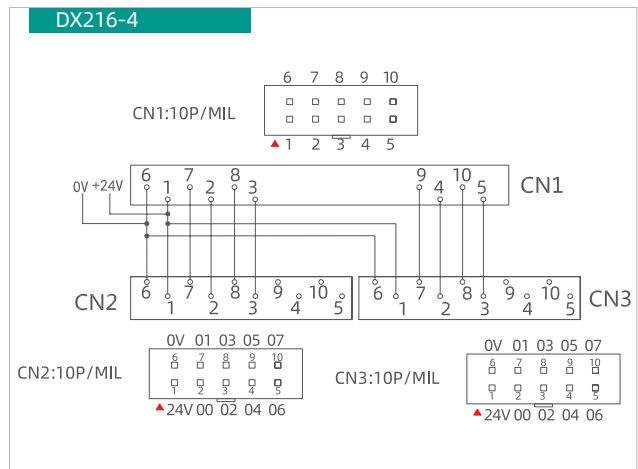 DX216-4
6 7 8 9 10
CN1:10P/MIL
1 2 3 4 5
6 1 7 2 8 3 9 4 10 5 CN1
0V +24V
CN2 6 1 7 2 8 3 9 4 10 5
6 1 7 2 8 3 9 4 10 5 CN3
0V 01 03 05 07
6 7 8 9 10
CN2:10P/MIL
1 2 3 4 5
24V 00 02 04 06
0V 01 03 05 07
6 7 8 9 10
CN3:10P/MIL
1 2 3 4 5
24V 00 02 04 06